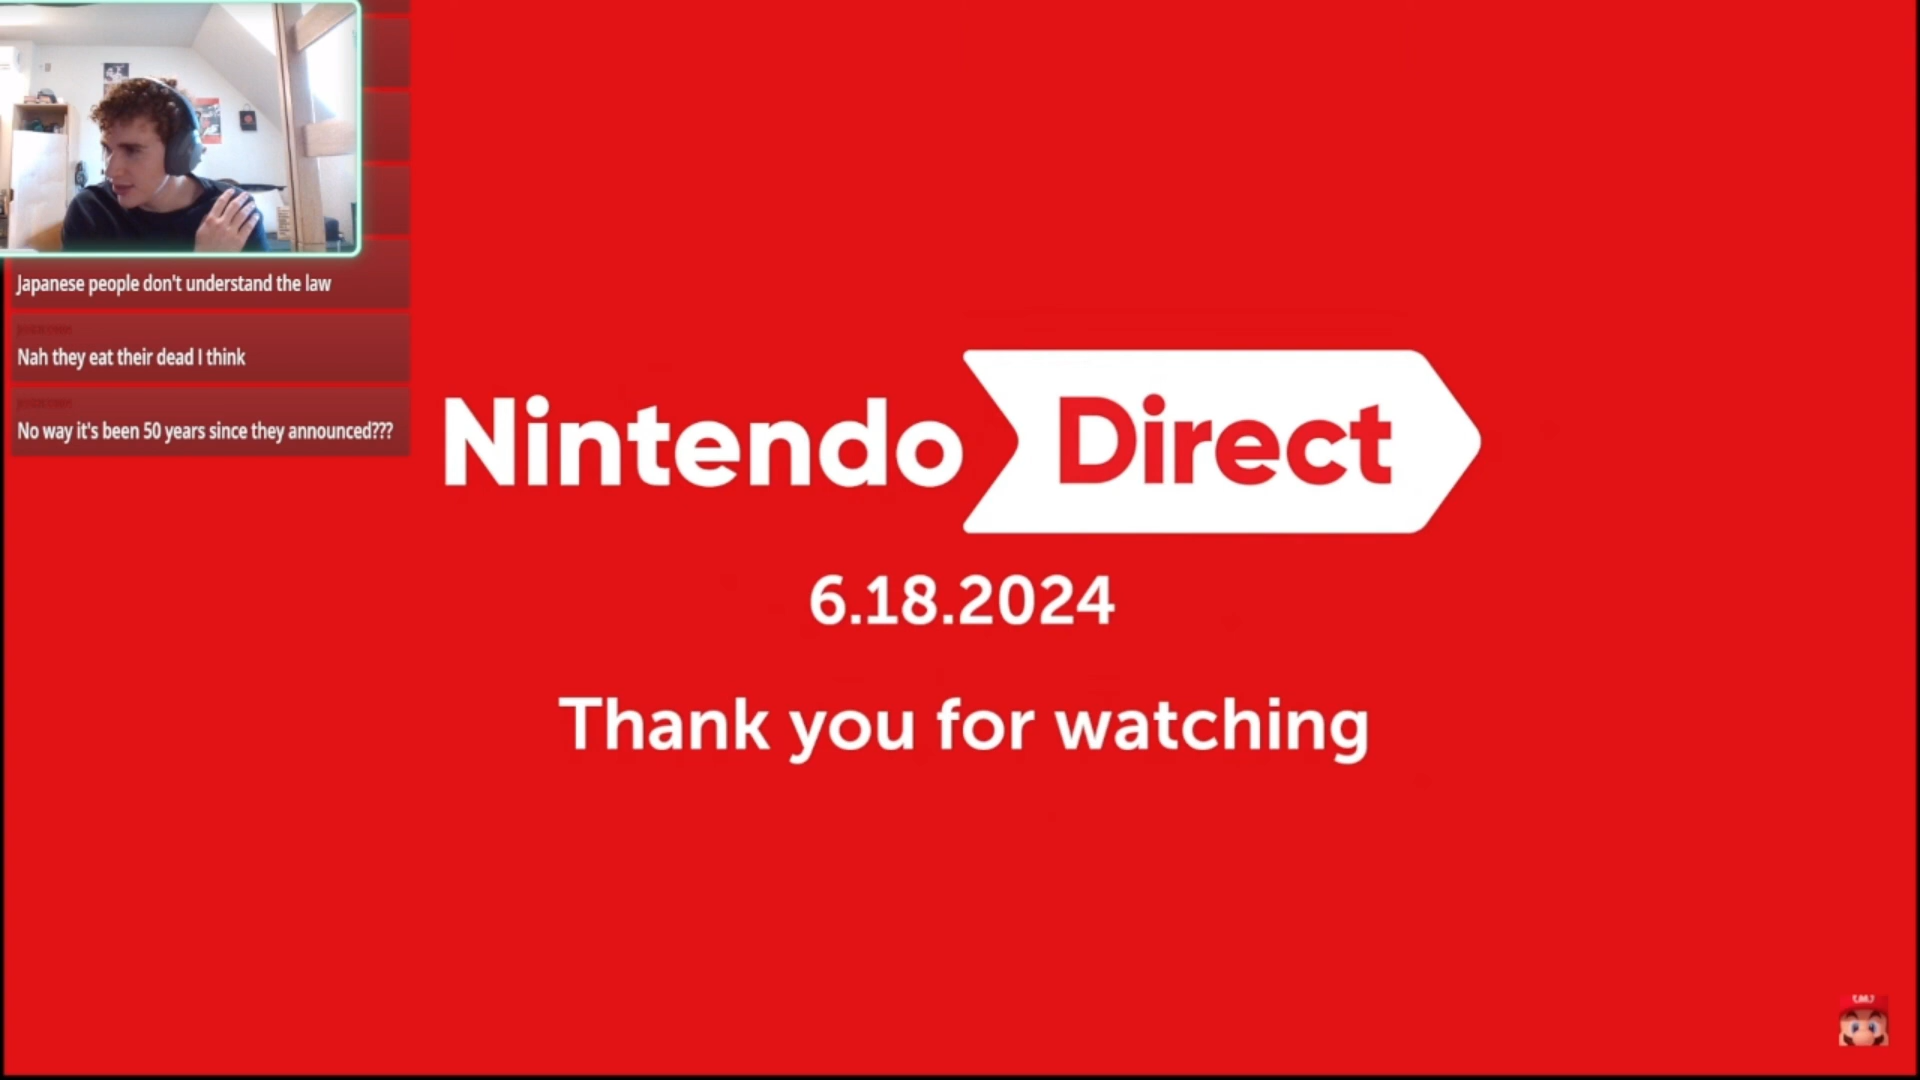 Japanese people don't understand the law
Nah they eat their dead I think
No way it's been 50 years since they announced???
Nintendo Direct
6.18.2024
Thank you for watching